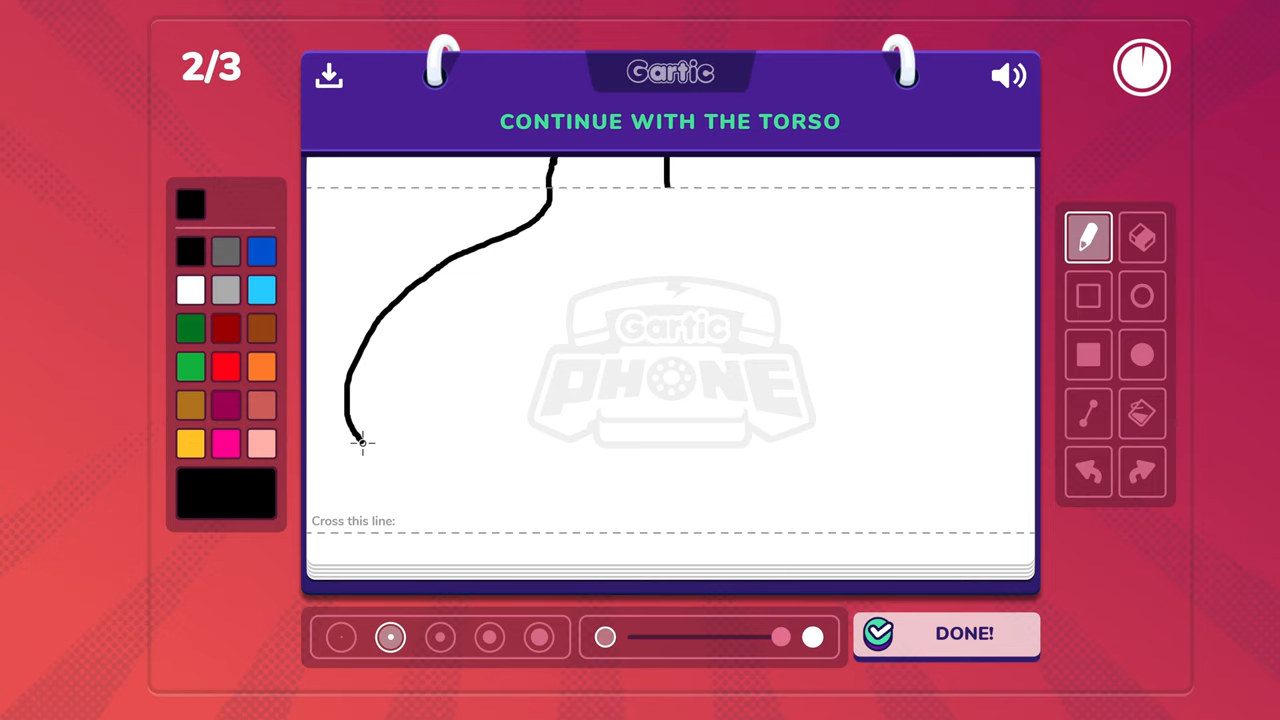 2/3
Gartic
CONTINUE WITH THE TORSO
Gartic
PHONE
Cross this line:
DONE!